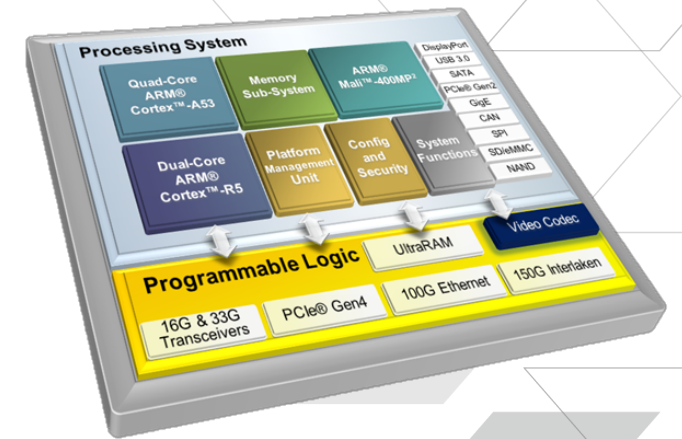 Processing System
Quad-Core
ARM®
Cortex™-A53
Memory
Sub-System
ARM®
Mali™-400MP²
DisplayPort
USB 3.0
SATA
PCIe® Gen2
GigE
CAN
SPI
SD/eMMC
NAND
Dual-Core
ARM®
Cortex™-R5
Platform
Management
Unit
Config
and
Security
System
Functions
Programmable Logic
UltraRAM
Video Codec
16G & 33G
Transceivers
PCIe® Gen4
100G Ethernet
150G Interlaken